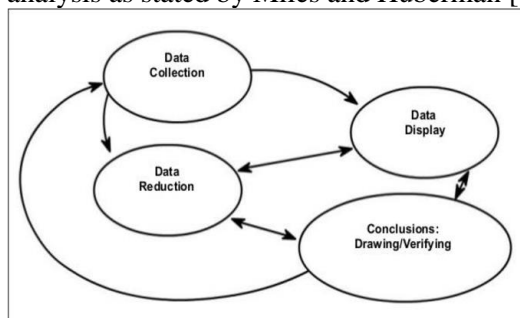 analysis as stated by Miles and Huberman [
Data
Collection
Data
Display
Data
Reduction
Conclusions:
Drawing/Verifying